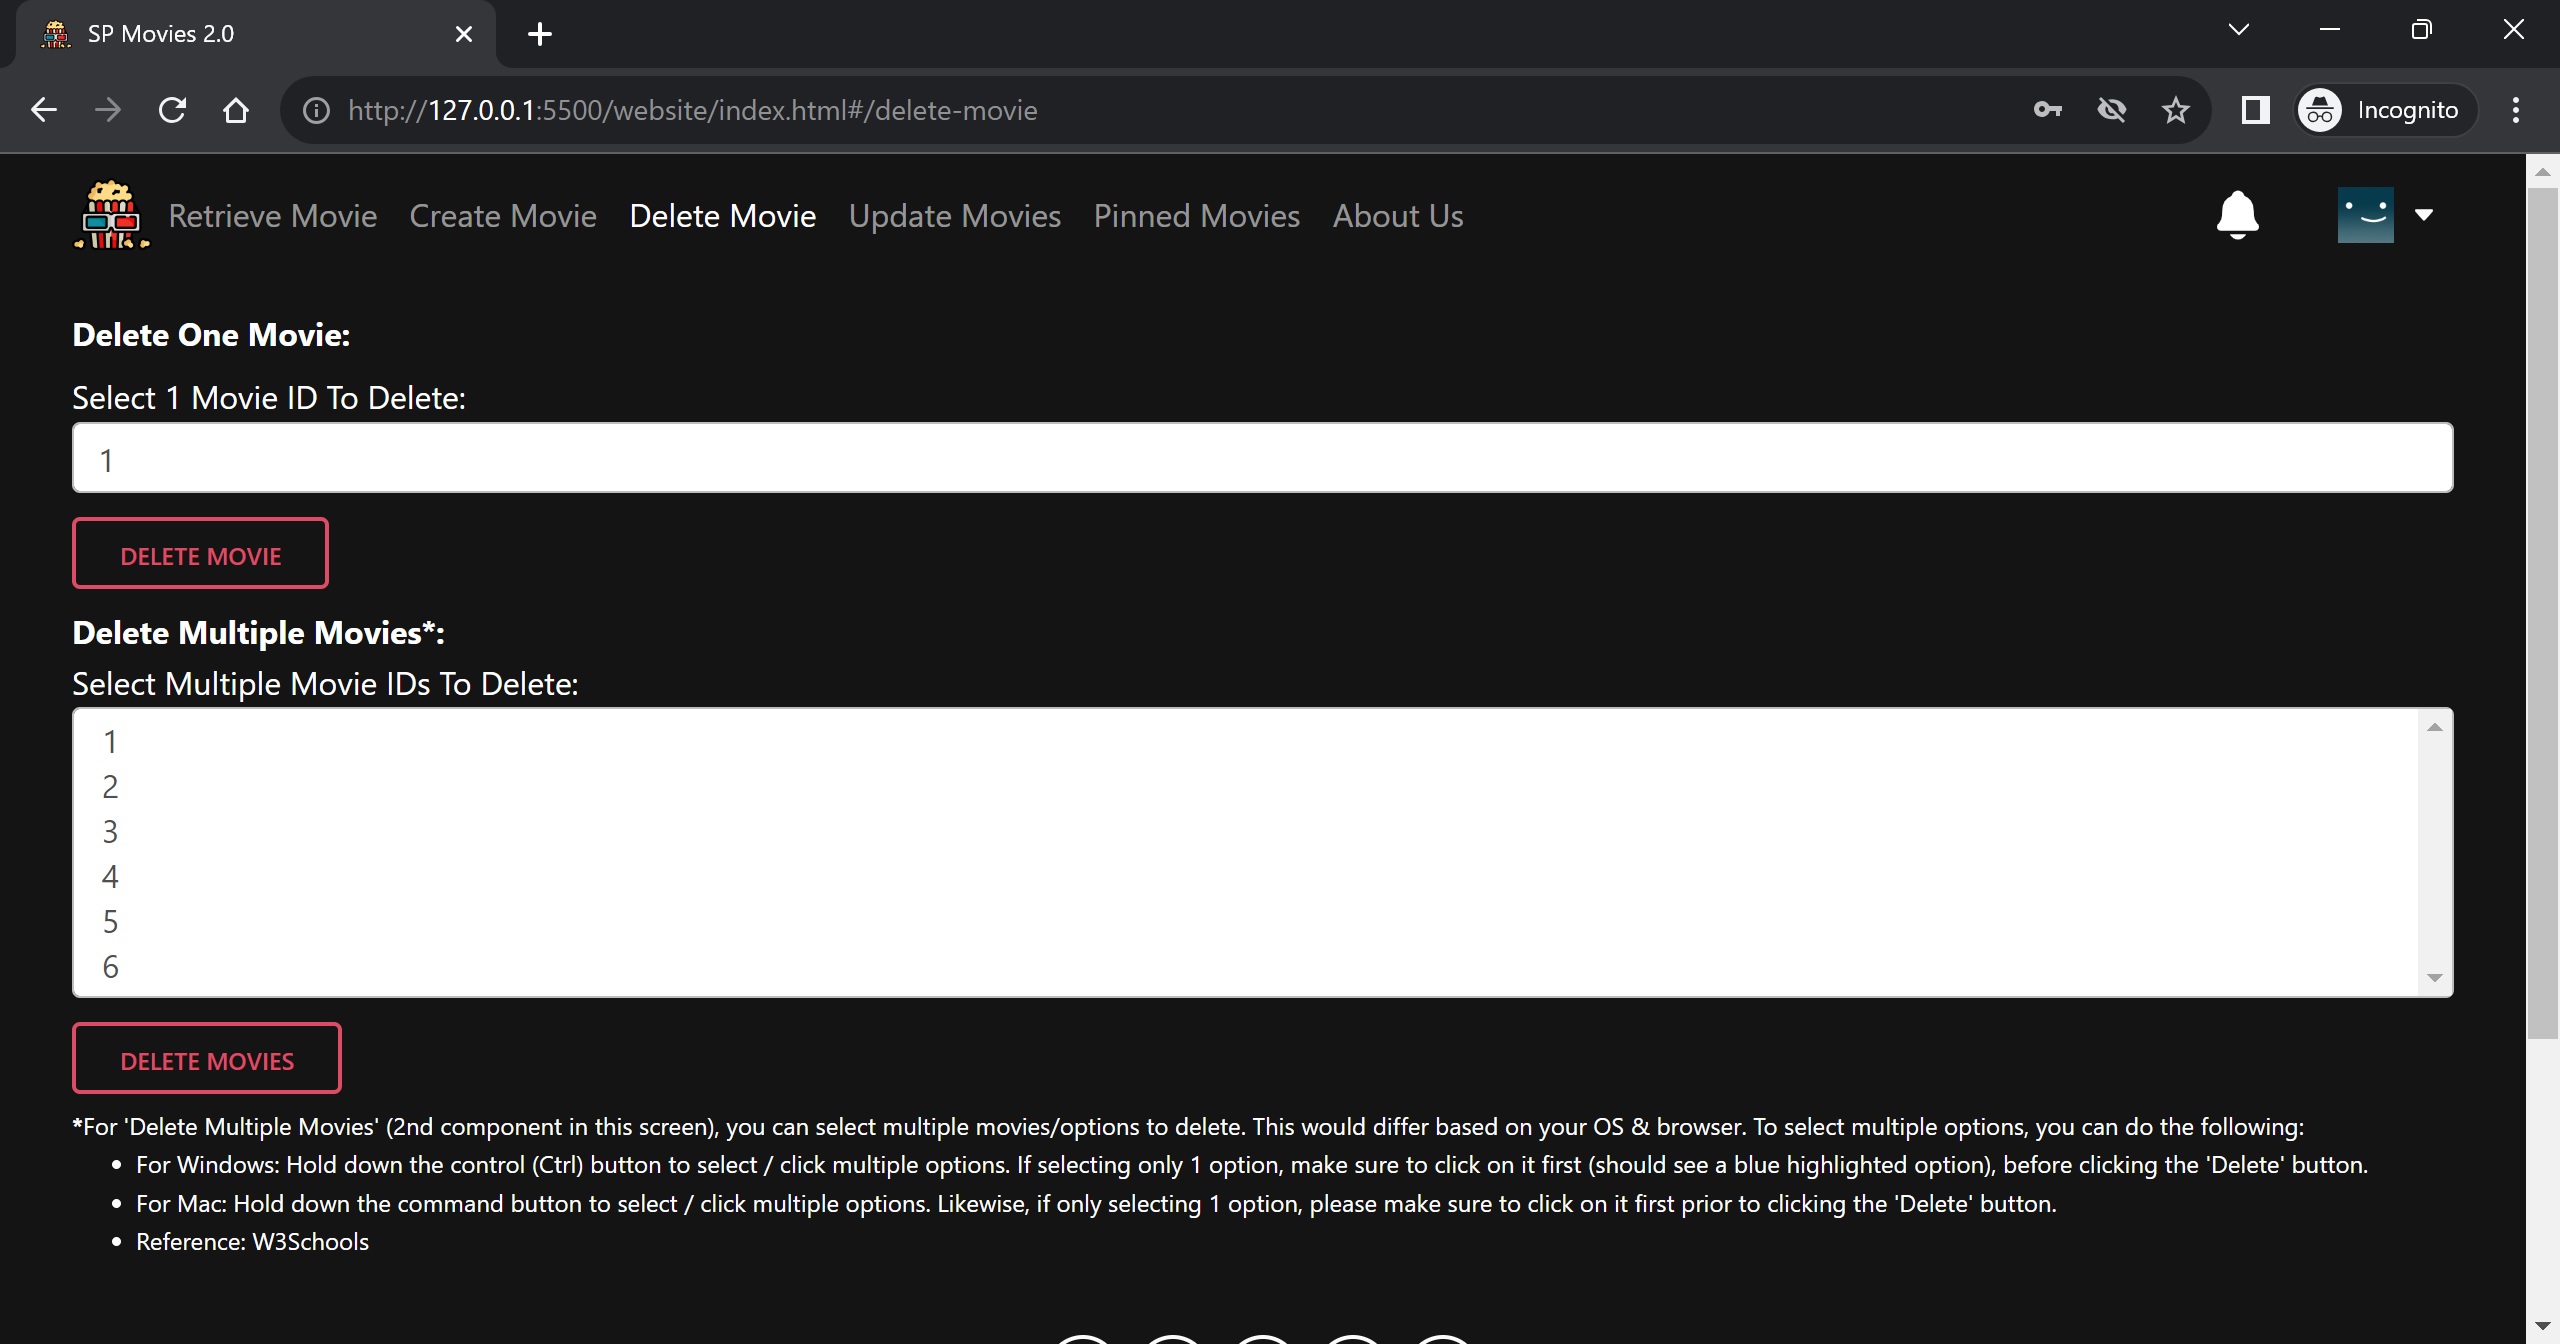 SP Movies 2.0
http://127.0.0.1:5500/website/index.html#/delete-movie
Incognito
Retrieve Movie Create Movie Delete Movie Update Movies Pinned Movies About Us
Delete One Movie:
Select 1 Movie ID To Delete:
1
DELETE MOVIE
Delete Multiple Movies*:
Select Multiple Movie IDs To Delete:
1
2
3
4
5
6
DELETE MOVIES
*For 'Delete Multiple Movies' (2nd component in this screen), you can select multiple movies/options to delete. This would differ based on your OS & browser. To select multiple options, you can do the following:
• For Windows: Hold down the control (Ctrl) button to select / click multiple options. If selecting only 1 option, make sure to click on it first (should see a blue highlighted option), before clicking the 'Delete' button.
• For Mac: Hold down the command button to select / click multiple options. Likewise, if only selecting 1 option, please make sure to click on it first prior to clicking the 'Delete' button.
• Reference: W3Schools